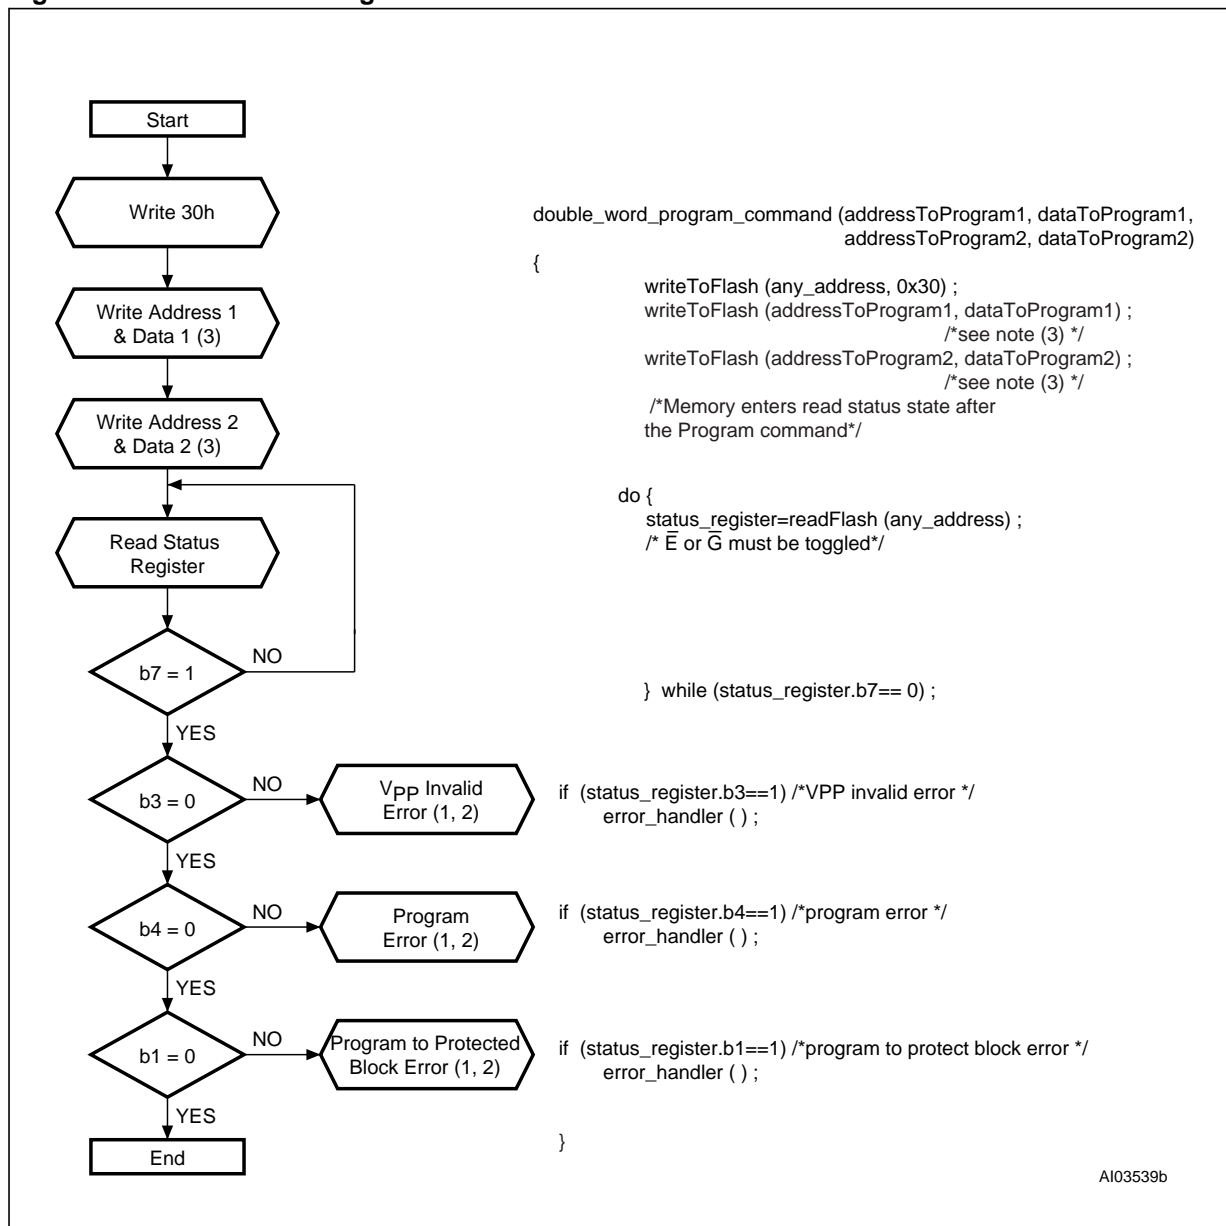 Start
Write 30h
Write Address 1
& Data 1 (3)
Write Address 2
& Data 2 (3)
Read Status
Register
b7 = 1
NO
YES
b3 = 0
NO
VPP Invalid
Error (1, 2)
YES
b4 = 0
NO
Program
Error (1, 2)
YES
b1 = 0
NO
Program to Protected
Block Error (1, 2)
YES
End
double_word_program_command (addressToProgram1, dataToProgram1,
addressToProgram2, dataToProgram2)
{
writeToFlash (any_address, 0x30) ;
writeToFlash (addressToProgram1, dataToProgram1) ;
/*see note (3) */
writeToFlash (addressToProgram2, dataToProgram2) ;
/*see note (3) */
/*Memory enters read status state after
the Program command*/
do {
status_register=readFlash (any_address) ;
/* E̅ or G̅ must be toggled*/
} while (status_register.b7== 0) ;
if (status_register.b3==1) /*VPP invalid error */
error_handler ( ) ;
if (status_register.b4==1) /*program error */
error_handler ( ) ;
if (status_register.b1==1) /*program to protect block error */
error_handler ( ) ;
}
AI03539b